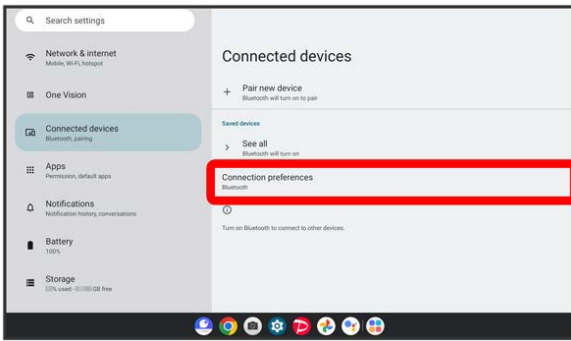 Search settings
Network & internet
Mobile, Wi-Fi, hotspot
One Vision
Connected devices
Bluetooth, pairing
Apps
Permission, default apps
Notifications
Notification history, conversations
Battery
100%
Storage
2% used - GB free
Connected devices
Pair new device
Bluetooth will turn on to pair
Saved devices
See all
Bluetooth will turn on
Connection preferences
Bluetooth
Turn on Bluetooth to connect to other devices.